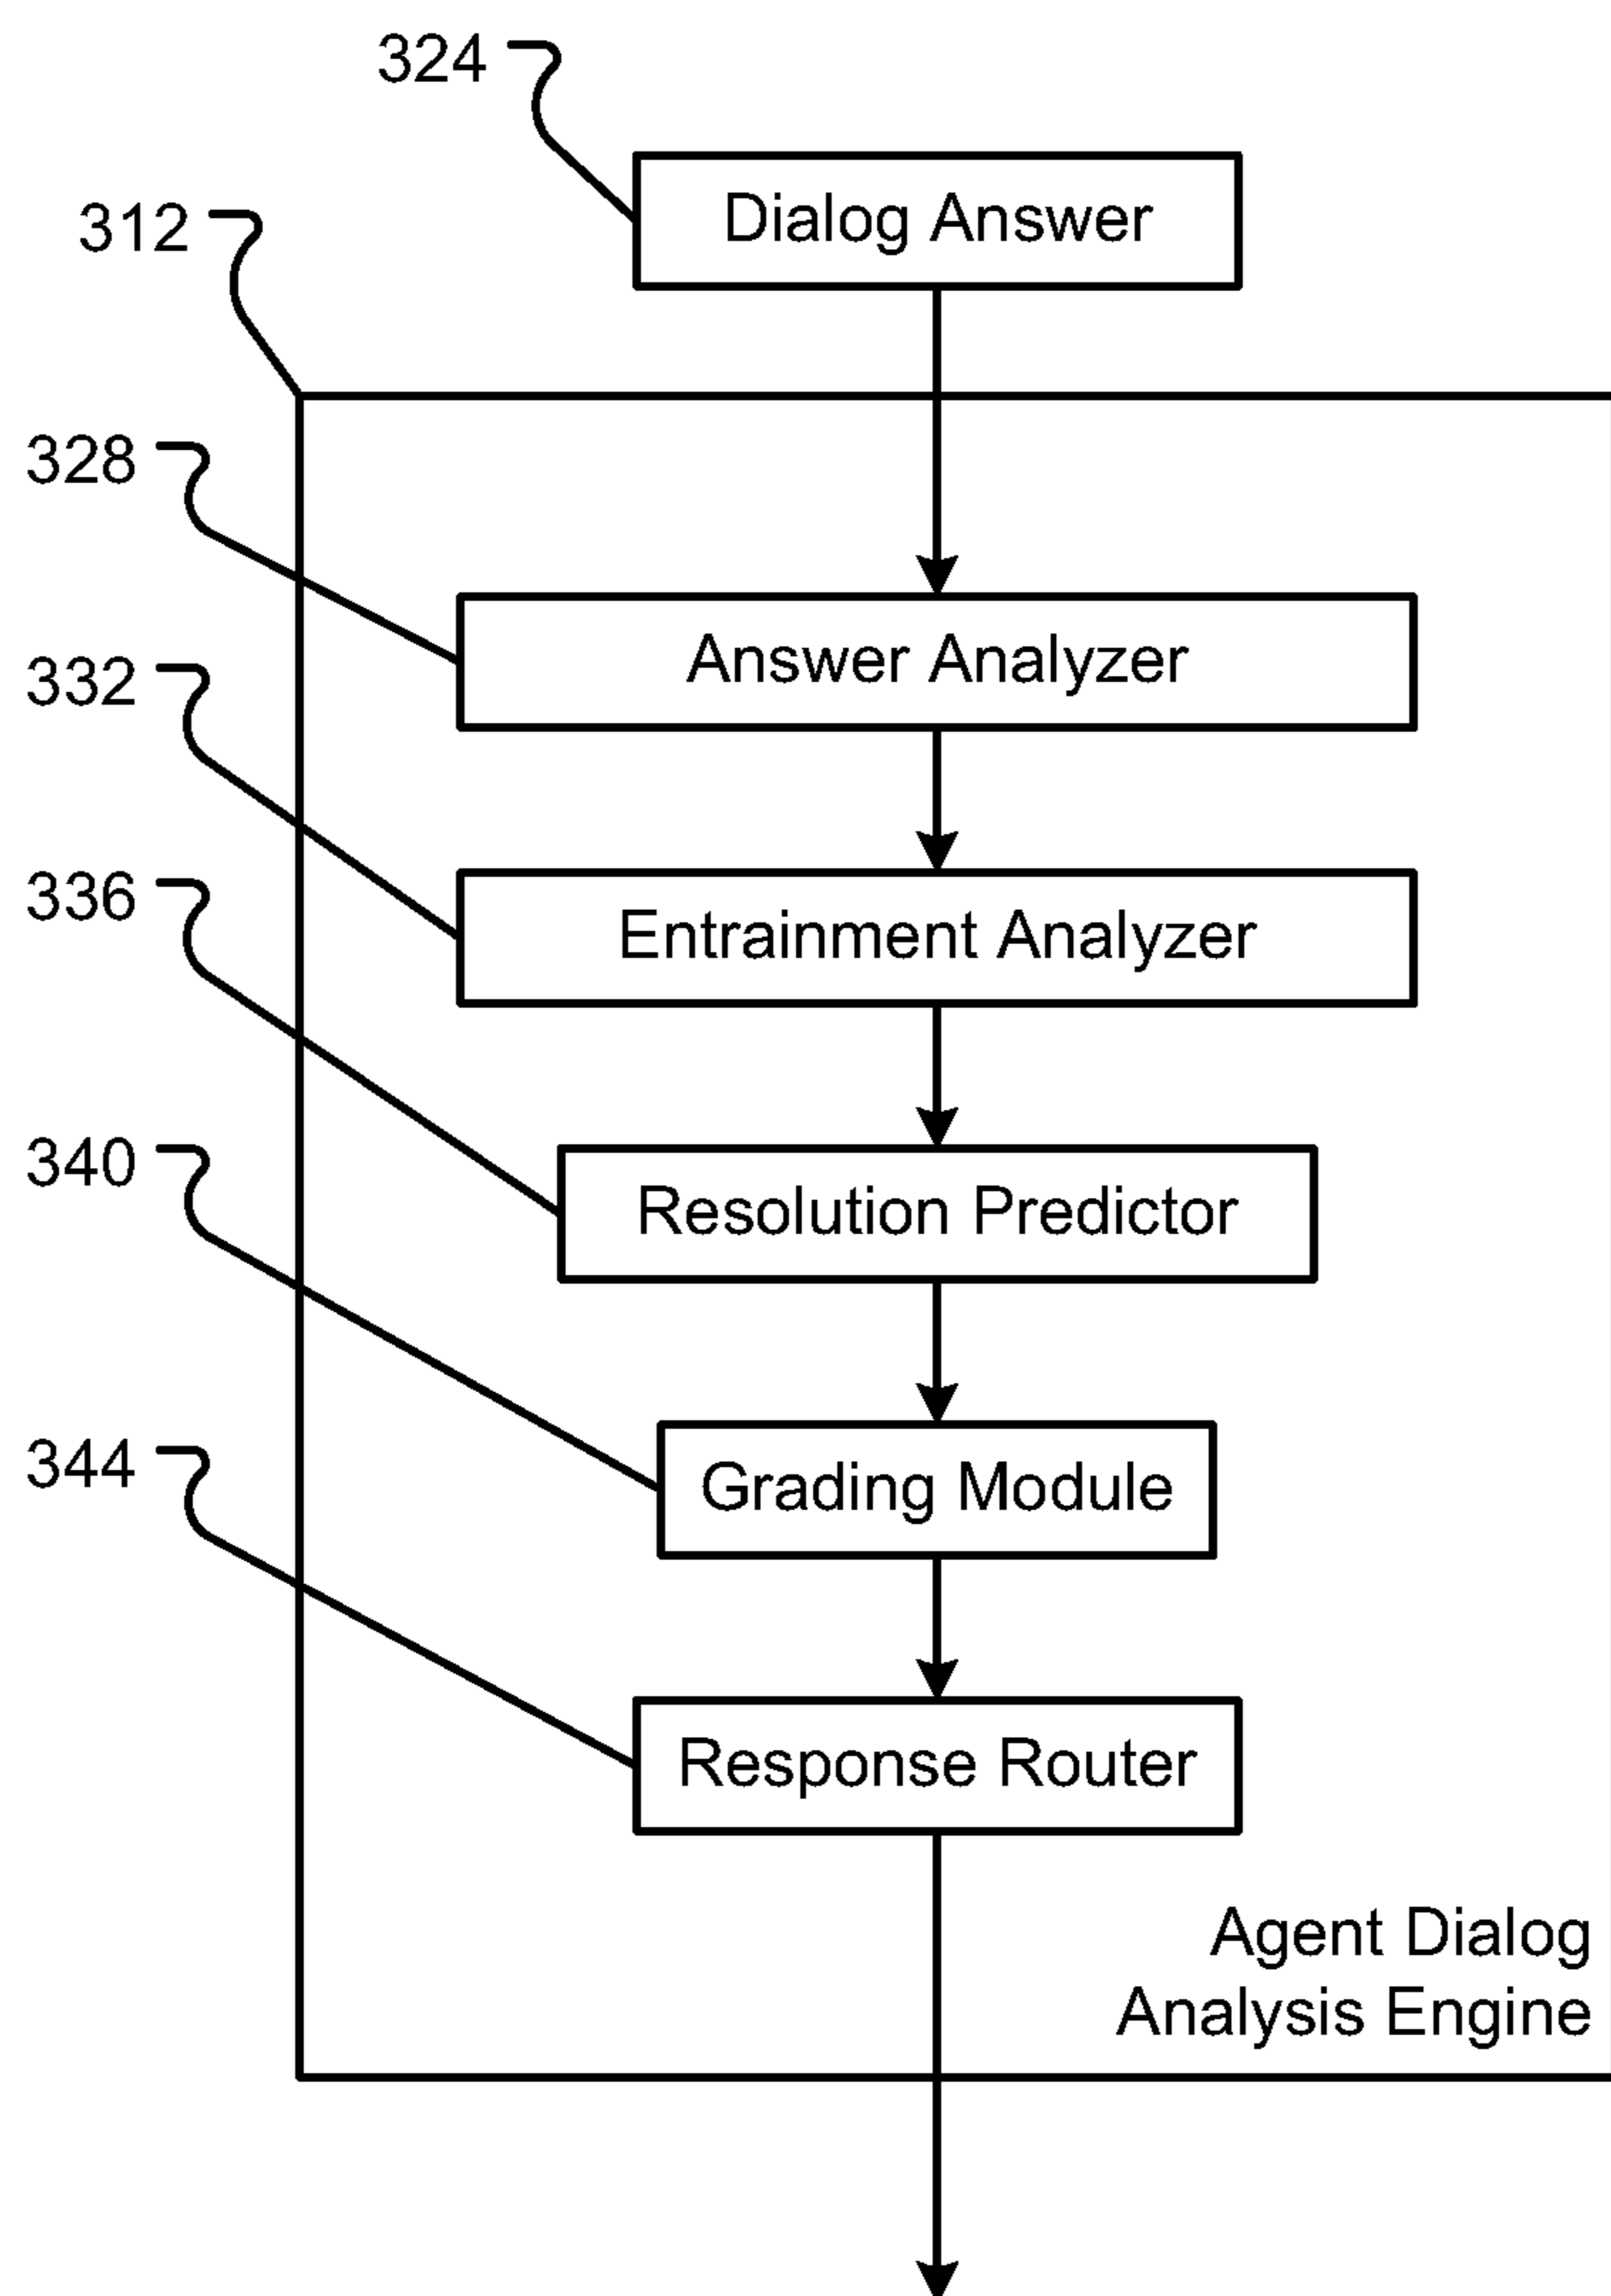 324
Dialog Answer
312
328
Answer Analyzer
332
Entrainment Analyzer
336
Resolution Predictor
340
Grading Module
344
Response Router
Agent Dialog
Analysis Engine